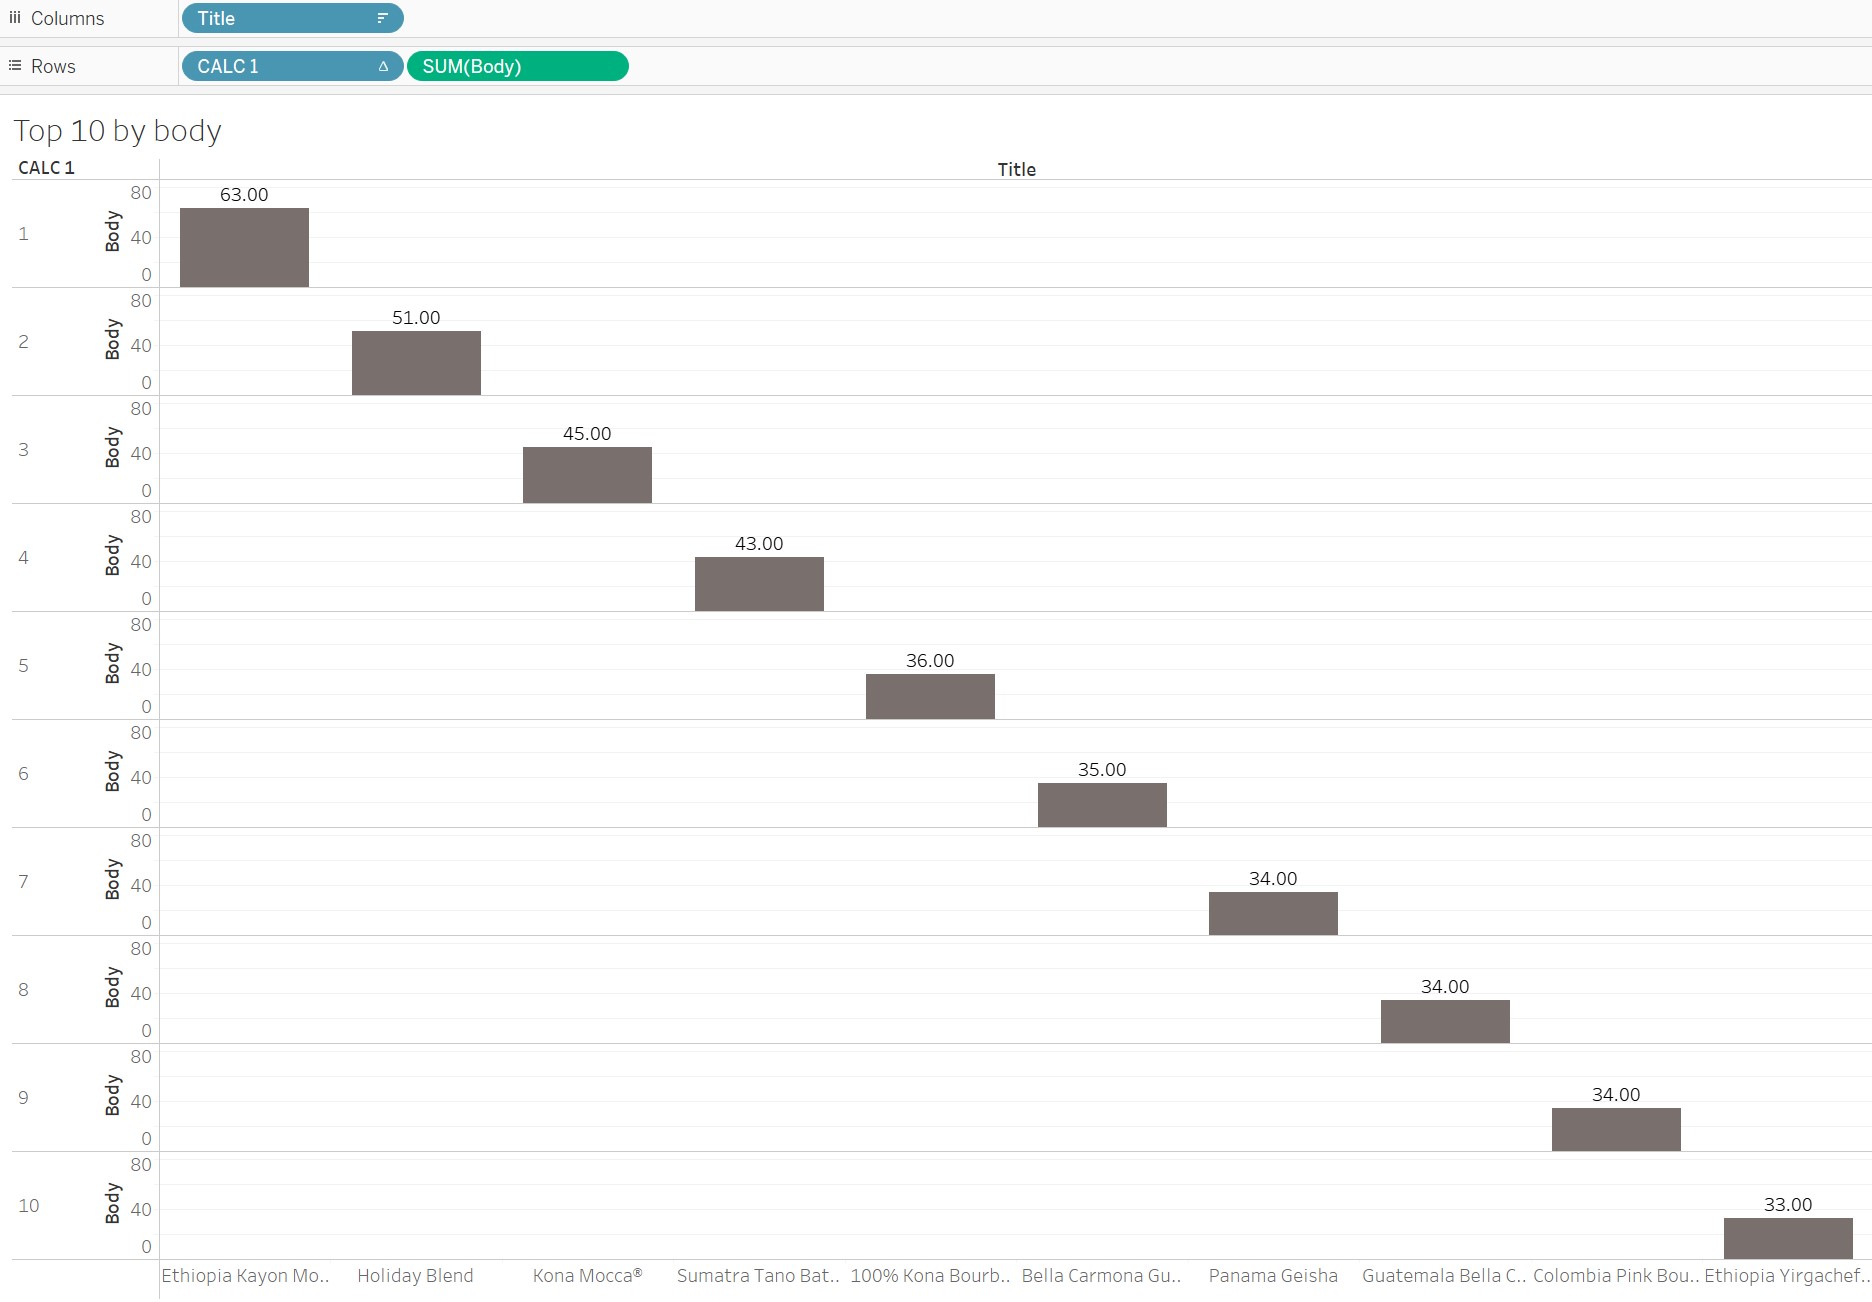 Columns Title
Rows CALC 1 SUM(Body)
Top 10 by body
CALC 1 Title
1 Body 80 40 0 63.00
2 Body 80 40 0 51.00
3 Body 80 40 0 45.00
4 Body 80 40 0 43.00
5 Body 80 40 0 36.00
6 Body 80 40 0 35.00
7 Body 80 40 0 34.00
8 Body 80 40 0 34.00
9 Body 80 40 0 34.00
10 Body 80 40 0 33.00
Ethiopia Kayon Mo.. Holiday Blend Kona Mocca® Sumatra Tano Bat.. 100% Kona Bourb.. Bella Carmona Gu.. Panama Geisha Guatemala Bella C.. Colombia Pink Bou.. Ethiopia Yirgachef..